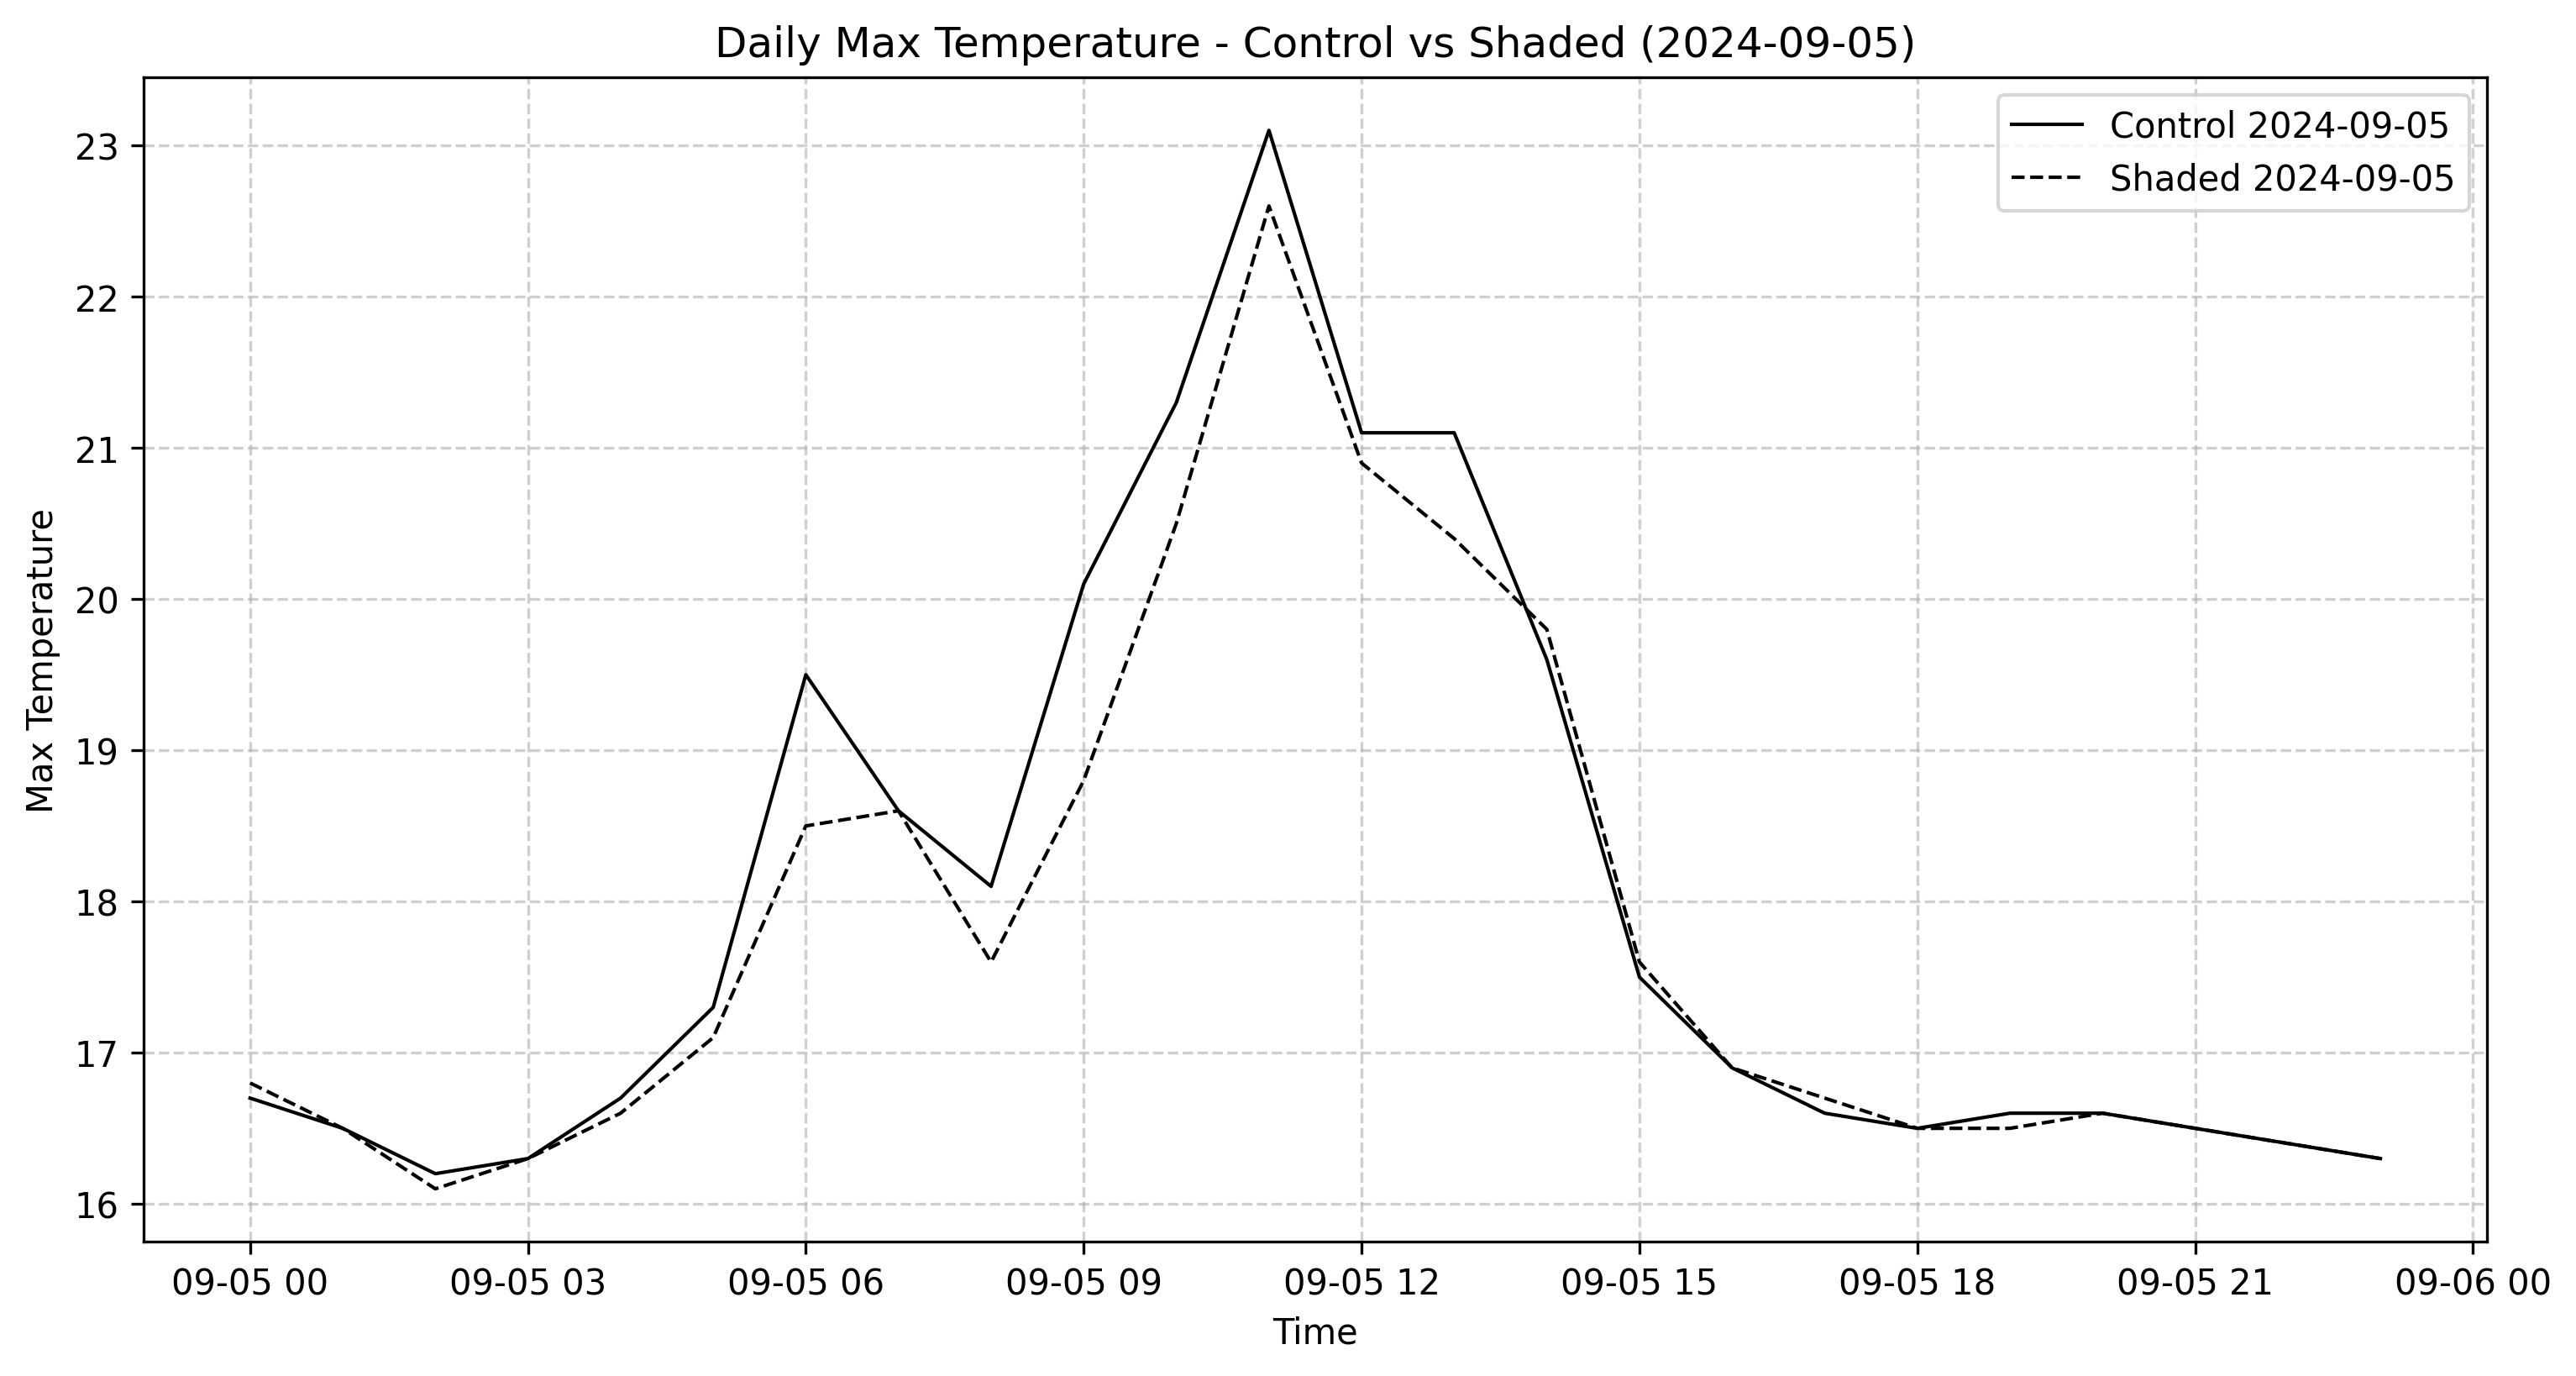 Daily Max Temperature - Control vs Shaded (2024-09-05)
Control 2024-09-05
Shaded 2024-09-05
Max Temperature
23
22
21
20
19
18
17
16
09-05 00 09-05 03 09-05 06 09-05 09 09-05 12 09-05 15 09-05 18 09-05 21 09-06 00
Time